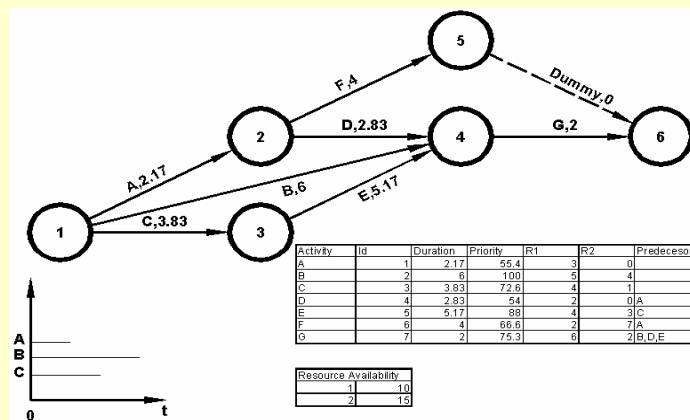 5
F,4
Dummy,0
2
D,2.83
4
G,2
6
A,2.17
B,6
E,5.17
1
C,3.83
3
Activity Id Duration Priority R1 R2 Predeceso
A 1 2.17 55.4 3 0
B 2 6 100 5 4
C 3 3.83 72.6 4 1
D 4 2.83 54 2 0 A
E 5 5.17 88 4 3 C
F 6 4 66.6 2 7 A
G 7 2 75.3 6 2 B,D,E
A
B
C
0
t
Resource Availability
1 10
2 15